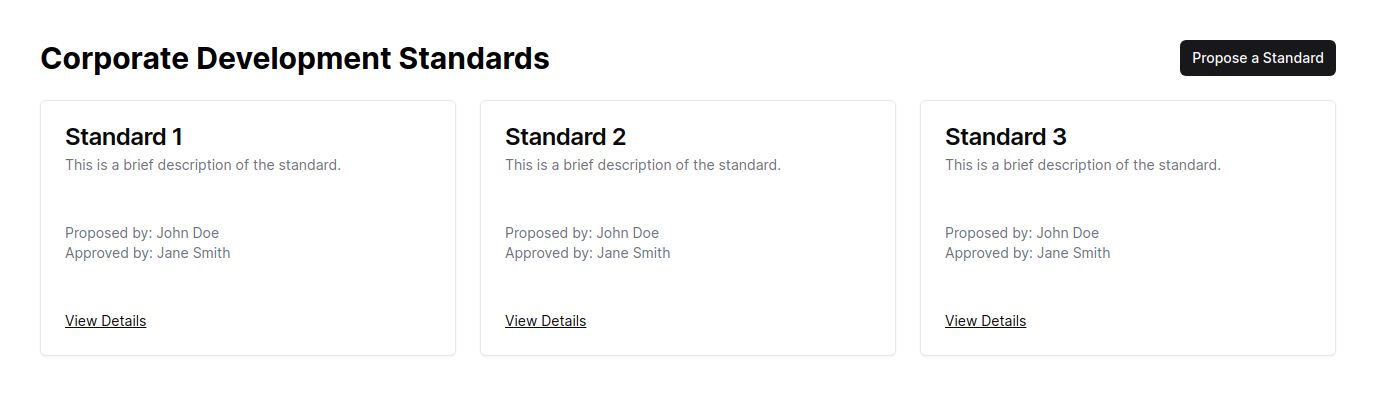 Corporate Development Standards
Propose a Standard
Standard 1
This is a brief description of the standard.
Proposed by: John Doe
Approved by: Jane Smith
View Details
Standard 2
This is a brief description of the standard.
Proposed by: John Doe
Approved by: Jane Smith
View Details
Standard 3
This is a brief description of the standard.
Proposed by: John Doe
Approved by: Jane Smith
View Details